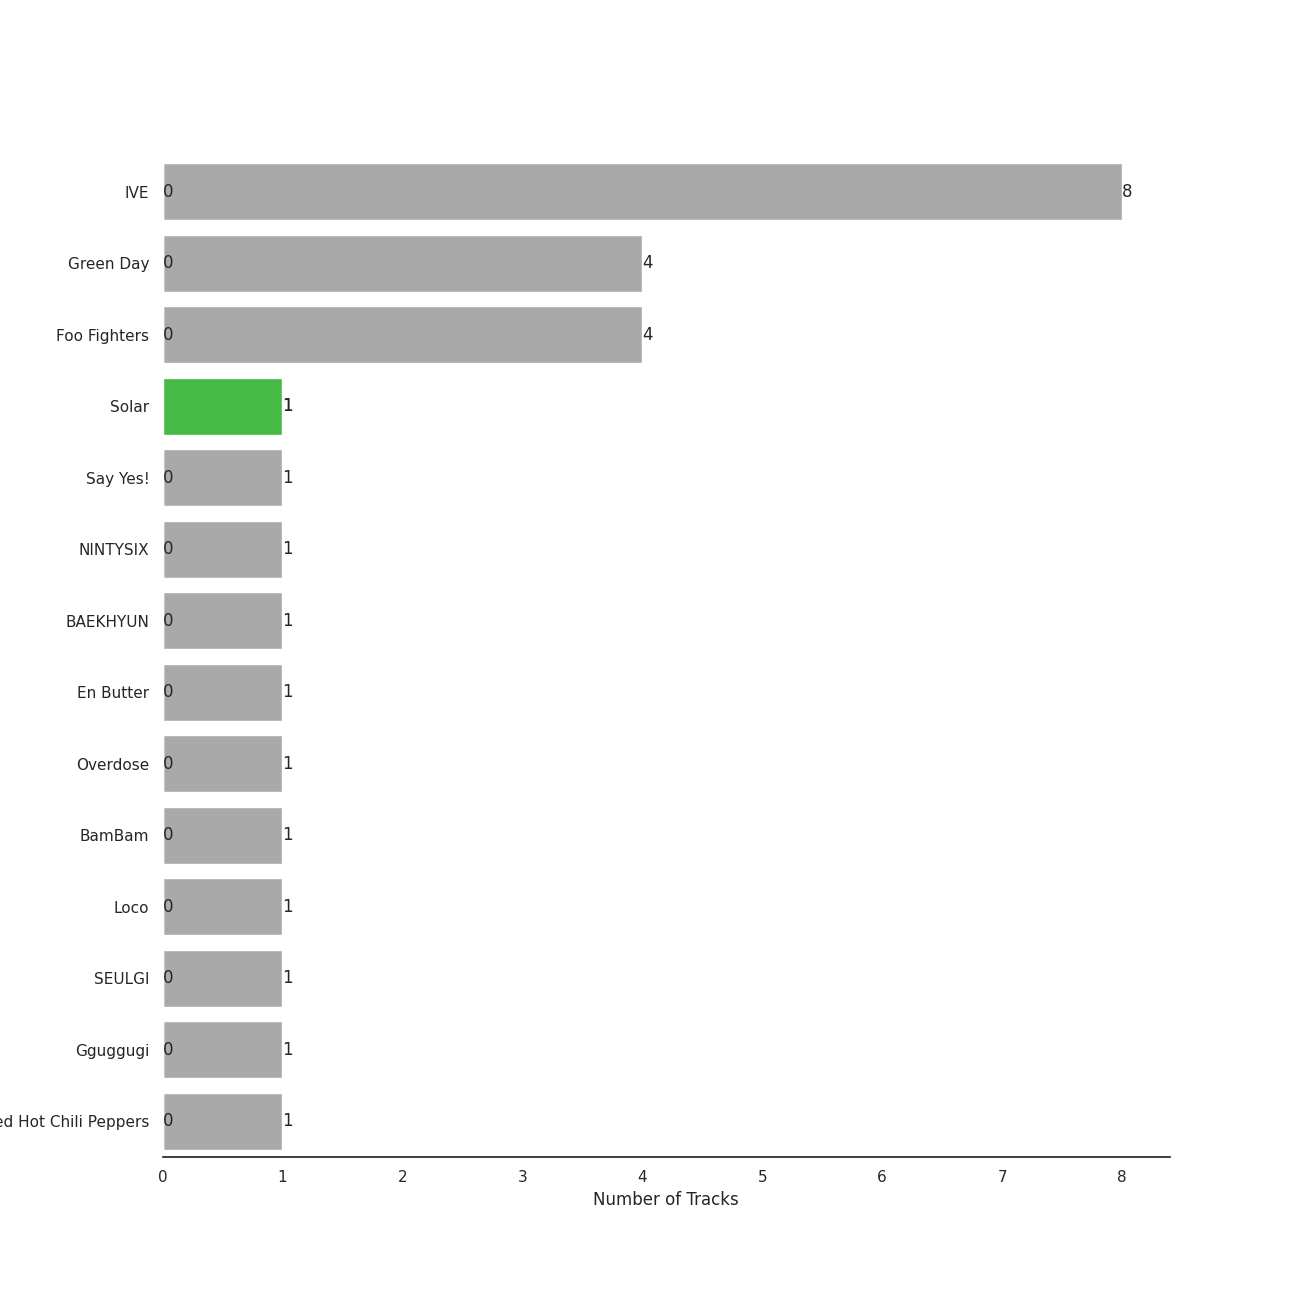 IVE 0 8
Green Day 0 4
Foo Fighters 0 4
Solar 1
Say Yes! 0 1
NINTYSIX 0 1
BAEKHYUN 0 1
En Butter 0 1
Overdose 0 1
BamBam 0 1
Loco 0 1
SEULGI 0 1
Gguggugi 0 1
ed Hot Chili Peppers 0 1
0 1 2 3 4 5 6 7 8
Number of Tracks